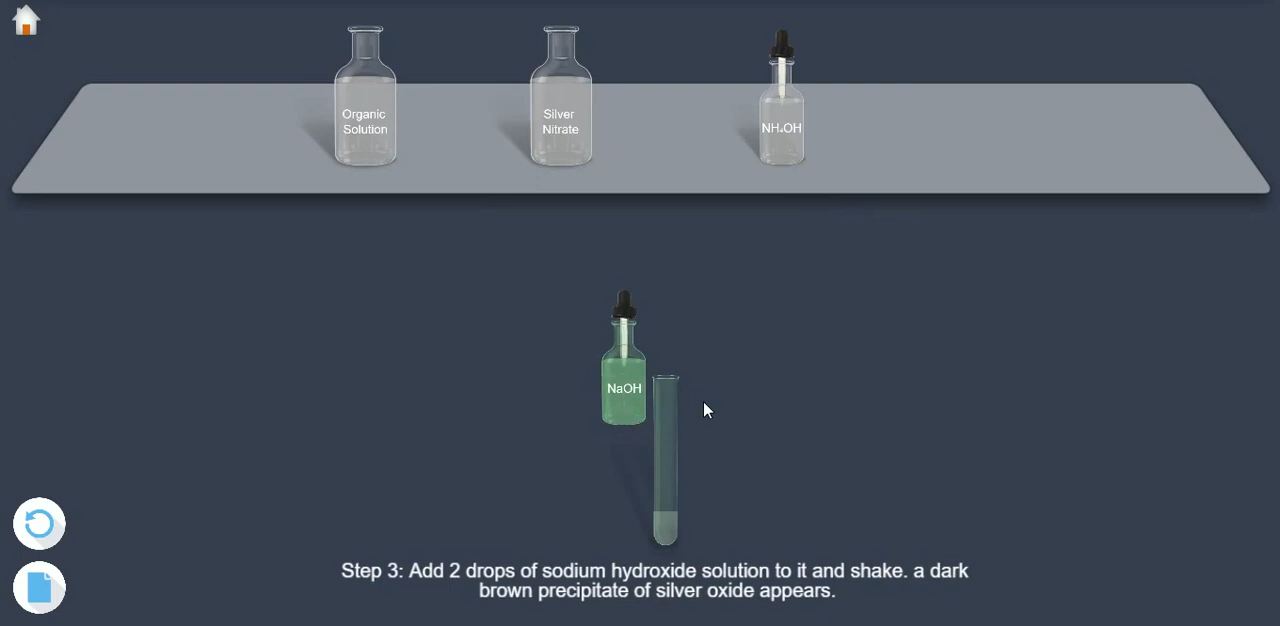 Organic
Solution
Silver
Nitrate
NH₄OH
NaOH
Step 3: Add 2 drops of sodium hydroxide solution to it and shake. a dark
brown precipitate of silver oxide appears.